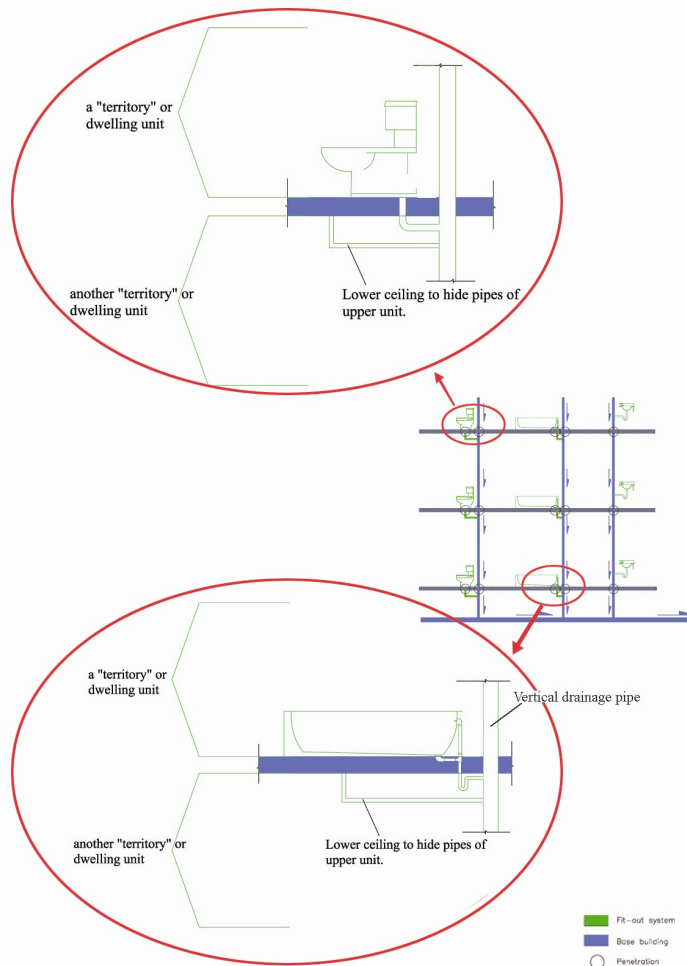 a "territory" or
dwelling unit
another "territory" or
dwelling unit
Lower ceiling to hide pipes of
upper unit.
a "territory" or
dwelling unit
Vertical drainage pipe
another "territory" or
dwelling unit
Lower ceiling to hide pipes of
upper unit.
Fit-out system
Base building
Penetration